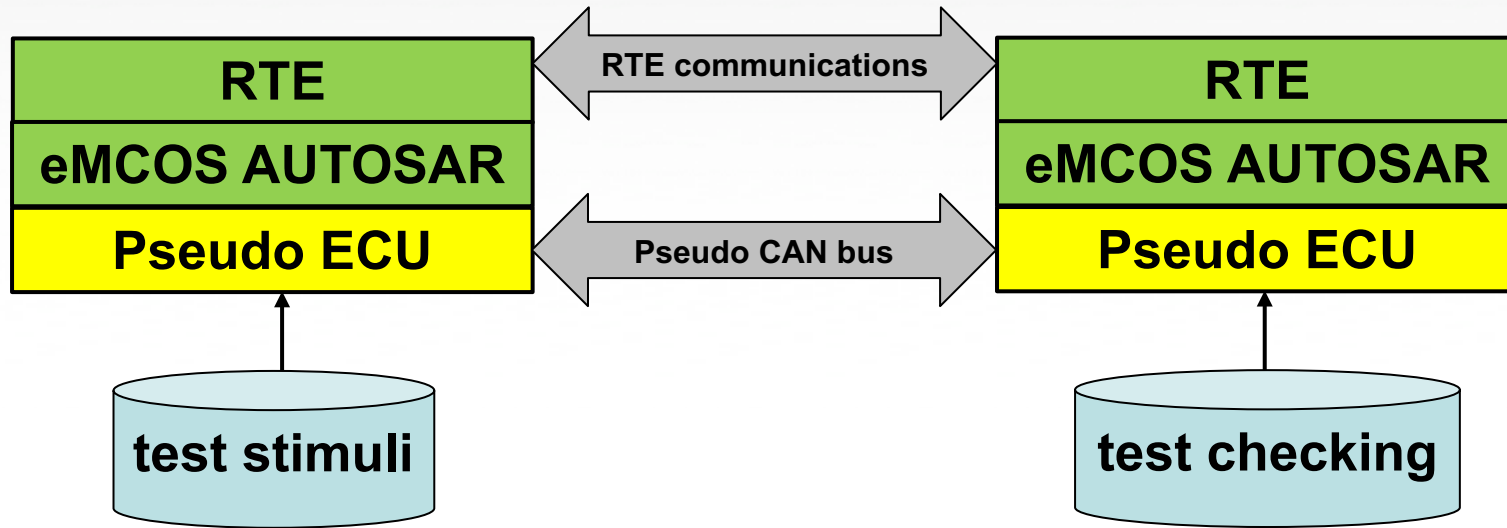 RTE
RTE communications
RTE
eMCOS AUTOSAR
eMCOS AUTOSAR
Pseudo ECU
Pseudo CAN bus
Pseudo ECU
test stimuli
test checking